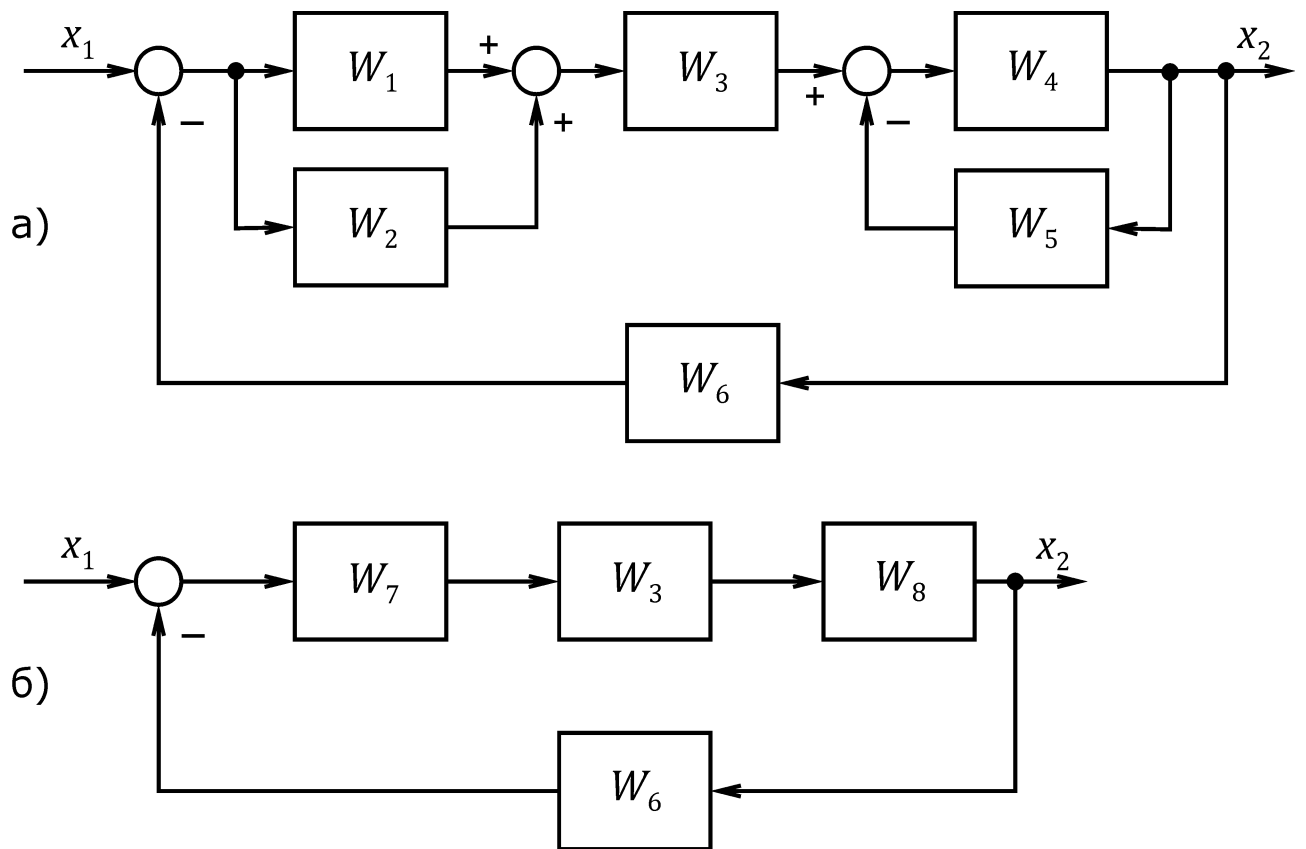 x₁ W₁ + + W₃ + − W₄ x₂
−
а) W₂ W₅
W₆
x₁ W₇ W₃ W₈ x₂
−
б)
W₆